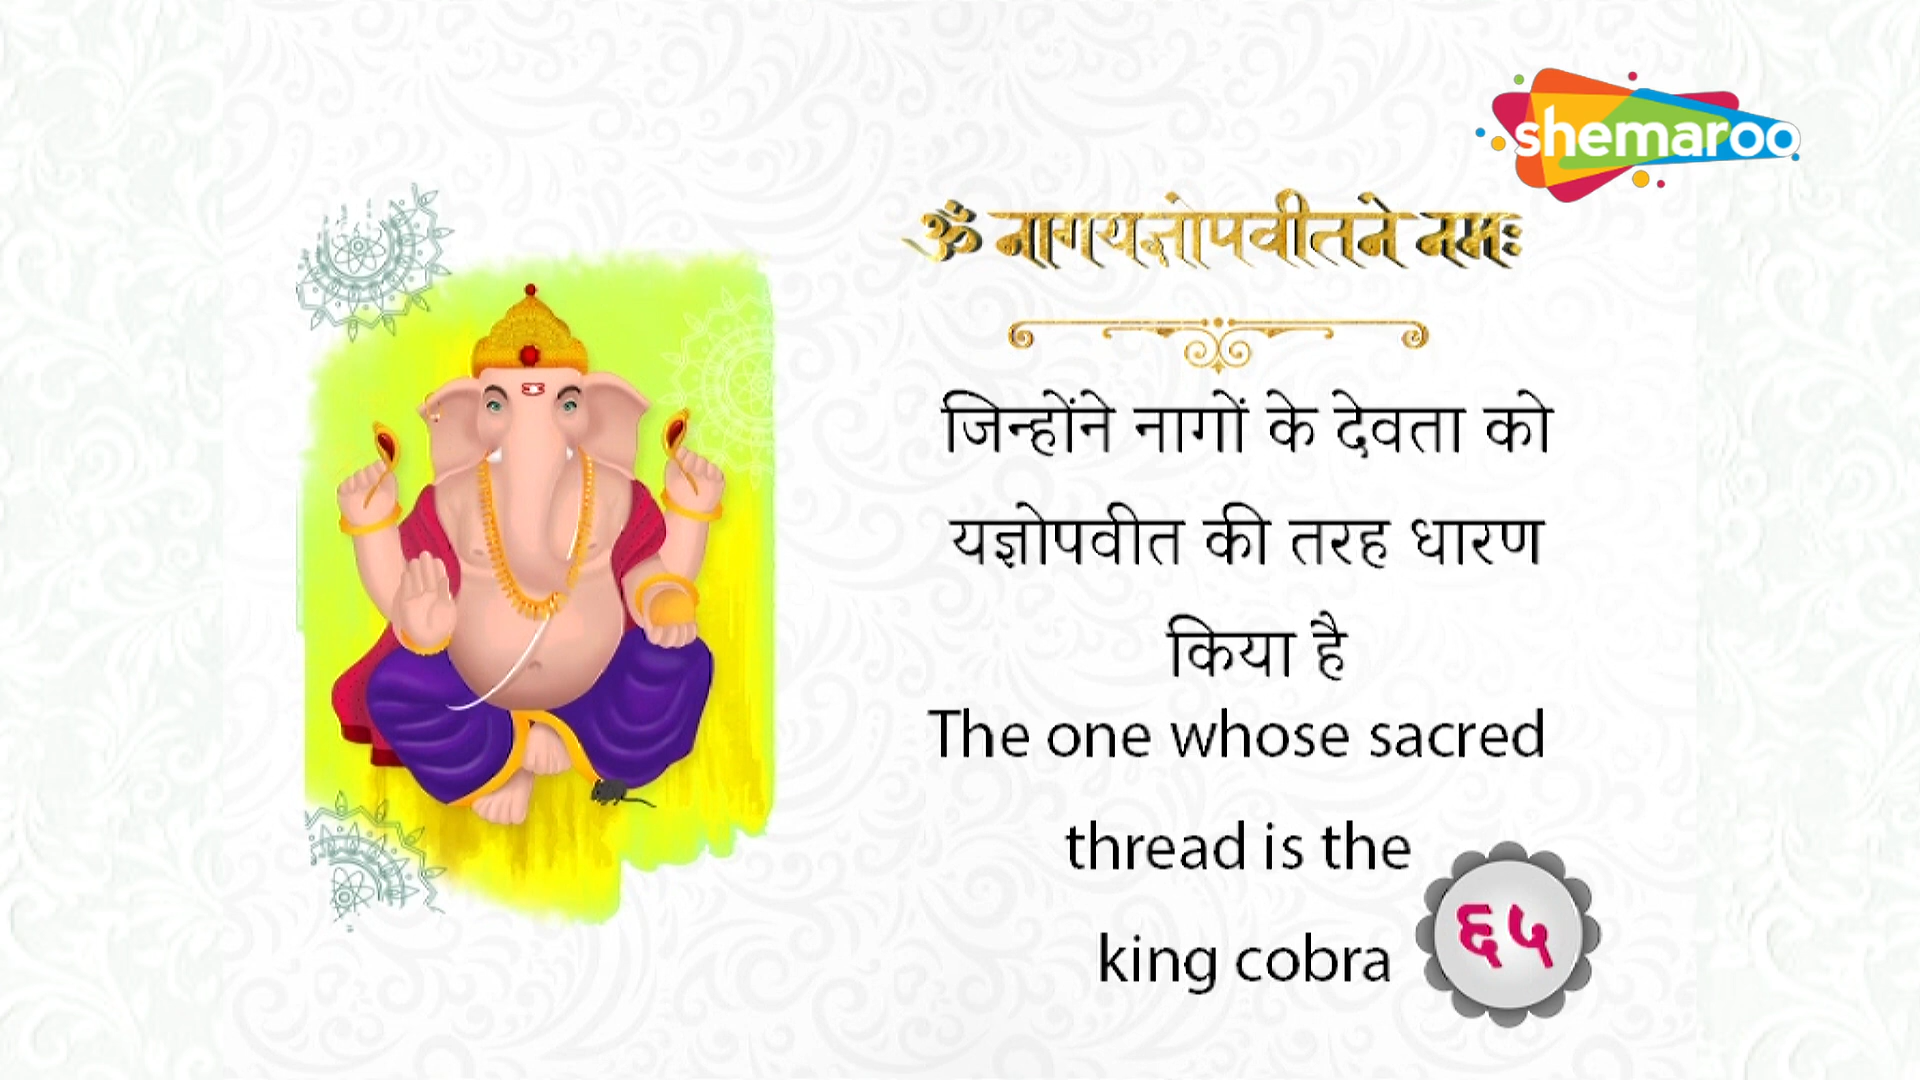 shemaroo
ॐ नागयज्ञोपवीतने नमः
जिन्होंने नागों के देवता को
यज्ञोपवीत की तरह धारण
किया है
The one whose sacred
thread is the
king cobra
६५